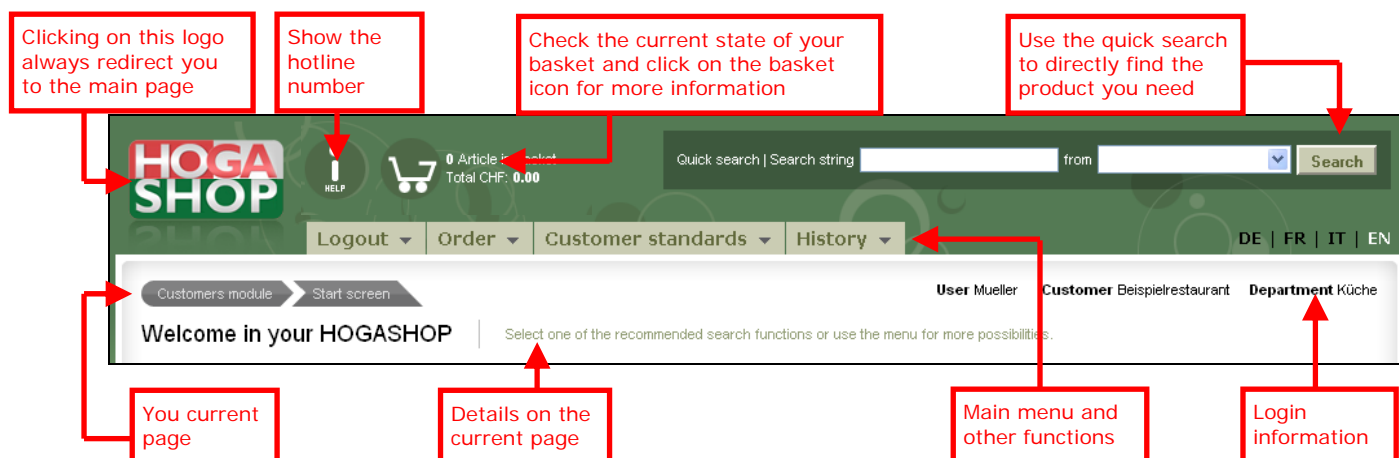 Clicking on this logo
always redirect you
to the main page
Show the
hotline
number
Check the current state of your
basket and click on the basket
icon for more information
Use the quick search
to directly find the
product you need
HOGA
SHOP
HELP
0 Article in
Total CHF: 0.00
Quick search | Search string
from
Search
Logout
Order
Customer standards
History
DE | FR | IT | EN
Customers module
Start screen
User Mueller Customer Beispielrestaurant Department Küche
Welcome in your HOGASHOP
Select one of the recommended search functions or use the menu for more possibilities.
You current
page
Details on the
current page
Main menu and
other functions
Login
information